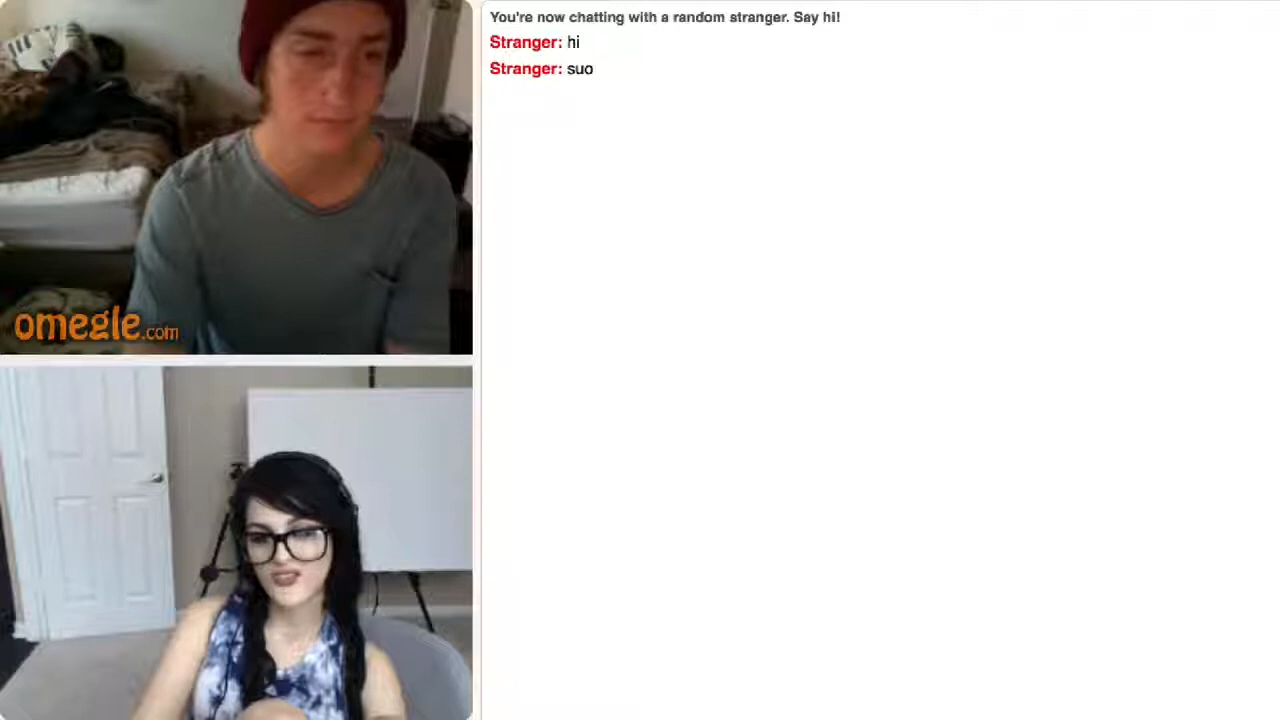 You're now chatting with a random stranger. Say hi!
Stranger: hi
Stranger: suo
omegle.com